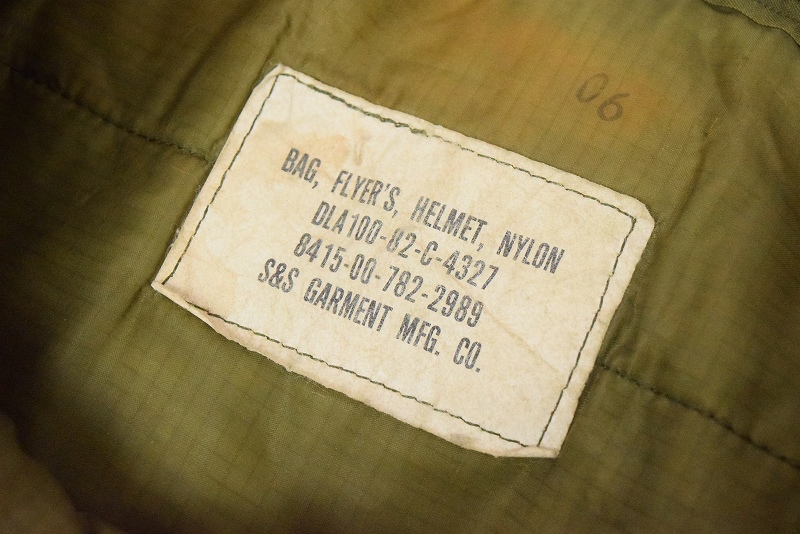 06
BAG, FLYER'S, HELMET, NYLON
DLA100-82-C-4327
8415-00-782-2989
S&S GARMENT MFG. CO.